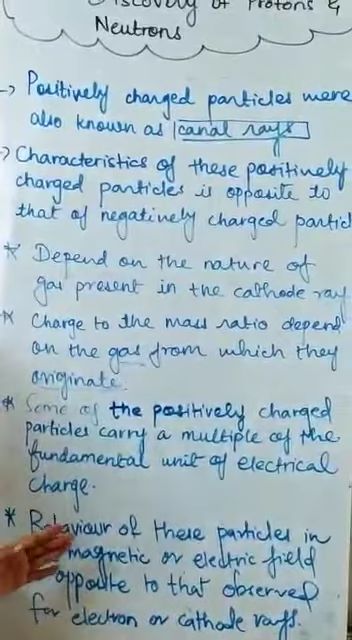 Discovery of Protons &
Neutrons
-> Positively charged particles were
also known as canal rays
-> Characteristics of these positively
charged particles is opposite to
that of negatively charged partic
* Depend on the nature of
gas present in the cathode ray
* Charge to the mass ratio depend
on the gas from which they
originate.
* Some of the positively charged
particles carry a multiple of the
fundamental unit of electrical
charge.
* Behaviour of these particles in
magnetic or electric field
opposite to that observed
for electron or cathode rays.